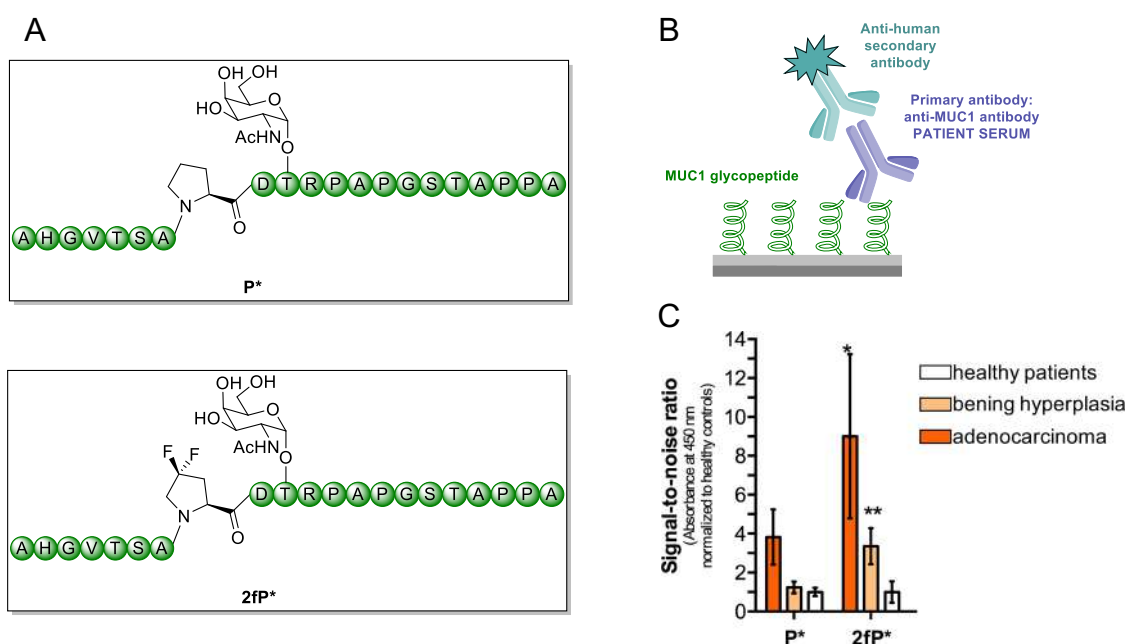 A
OH
OH
O
HO
AcHN
O
N
O
D T R P A P G S T A P P A
A H G V T S A
P*
OH
OH
O
HO
AcHN
O
F
F
N
O
D T R P A P G S T A P P A
A H G V T S A
2fP*
B
Anti-human
secondary
antibody
Primary antibody:
anti-MUC1 antibody
PATIENT SERUM
MUC1 glycopeptide
C
Signal-to-noise ratio
(Absorbance at 450 nm
normalized to healthy controls)
14
12
10
8
6
4
2
0
*
**
P*
2fP*
healthy patients
bening hyperplasia
adenocarcinoma